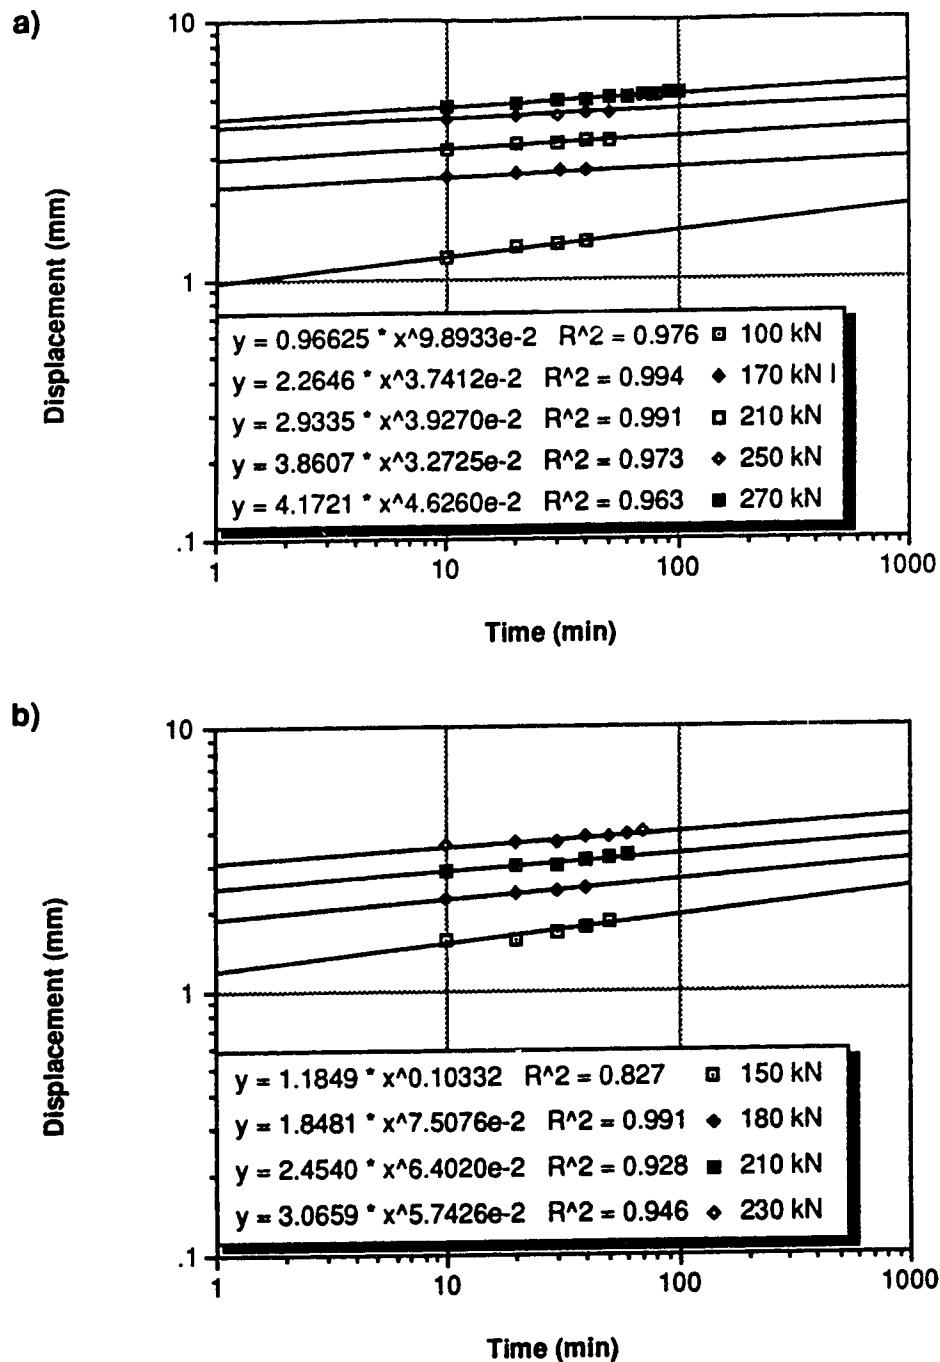 a)
10
1
.1
Displacement (mm)
y = 0.96625 * x^9.8933e-2 R^2 = 0.976 100 kN
y = 2.2646 * x^3.7412e-2 R^2 = 0.994 170 kN I
y = 2.9335 * x^3.9270e-2 R^2 = 0.991 210 kN
y = 3.8607 * x^3.2725e-2 R^2 = 0.973 250 kN
y = 4.1721 * x^4.6260e-2 R^2 = 0.963 270 kN
1 10 100 1000
Time (min)
b)
10
1
.1
Displacement (mm)
y = 1.1849 * x^0.10332 R^2 = 0.827 150 kN
y = 1.8481 * x^7.5076e-2 R^2 = 0.991 180 kN
y = 2.4540 * x^6.4020e-2 R^2 = 0.928 210 kN
y = 3.0659 * x^5.7426e-2 R^2 = 0.946 230 kN
1 10 100 1000
Time (min)